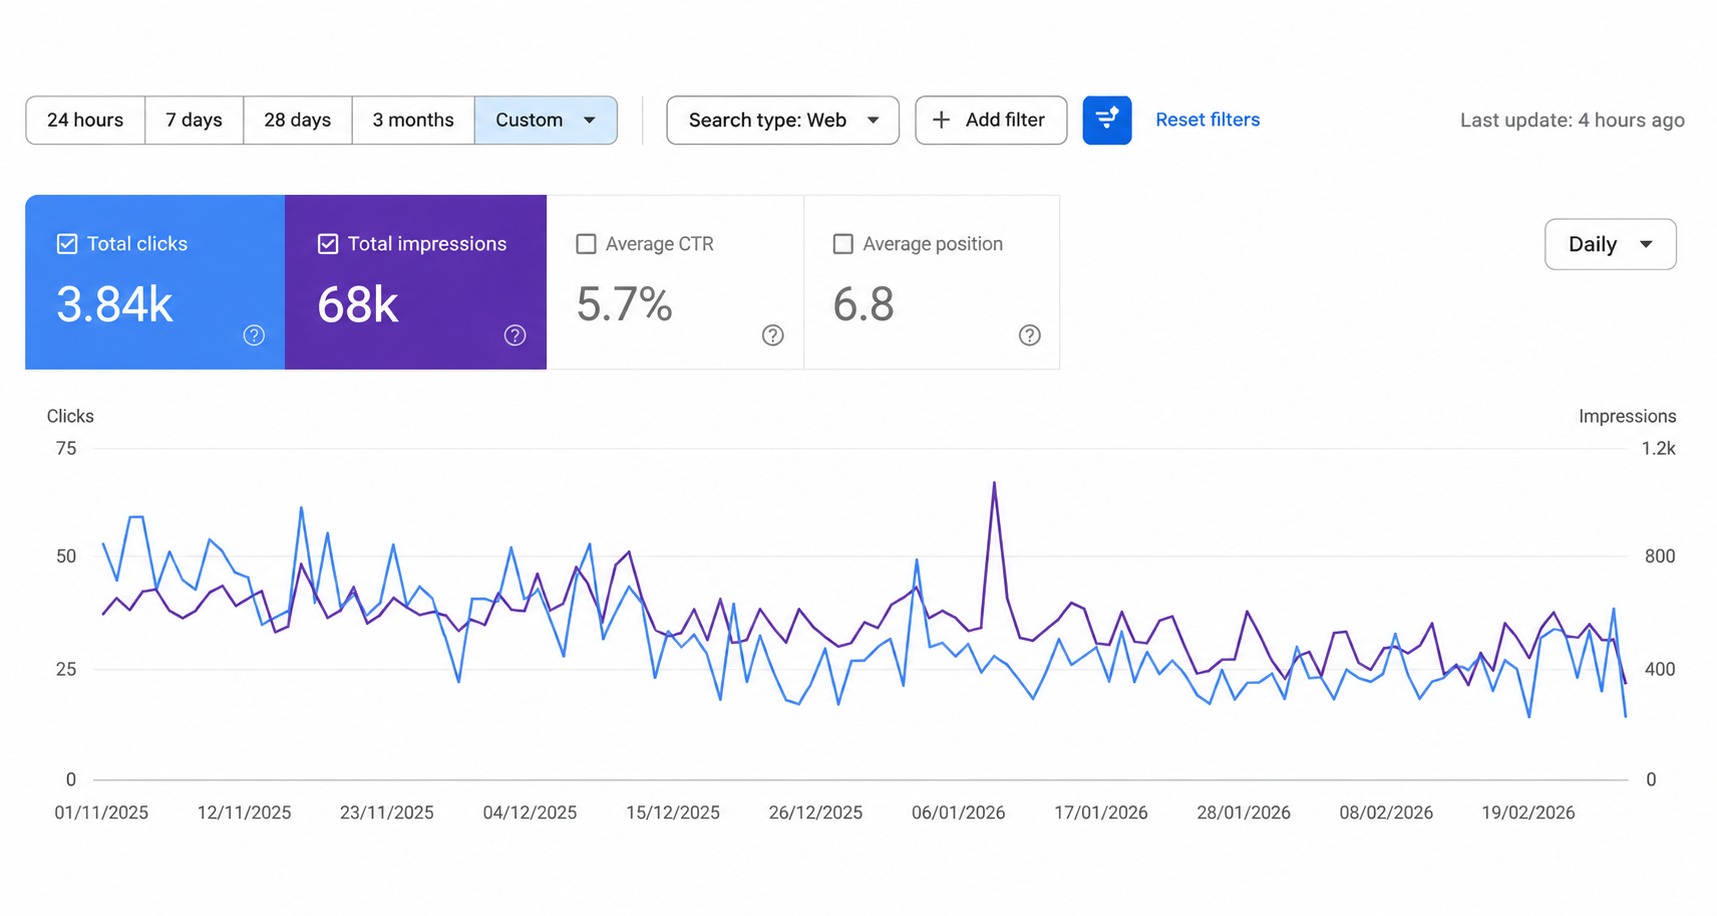 24 hours 7 days 28 days 3 months Custom Search type: Web + Add filter Reset filters Last update: 4 hours ago
Total clicks Total impressions Average CTR Average position
3.84k 68k 5.7% 6.8
Daily
Clicks Impressions
75 1.2k
50 800
25 400
0 0
01/11/2025 12/11/2025 23/11/2025 04/12/2025 15/12/2025 26/12/2025 06/01/2026 17/01/2026 28/01/2026 08/02/2026 19/02/2026